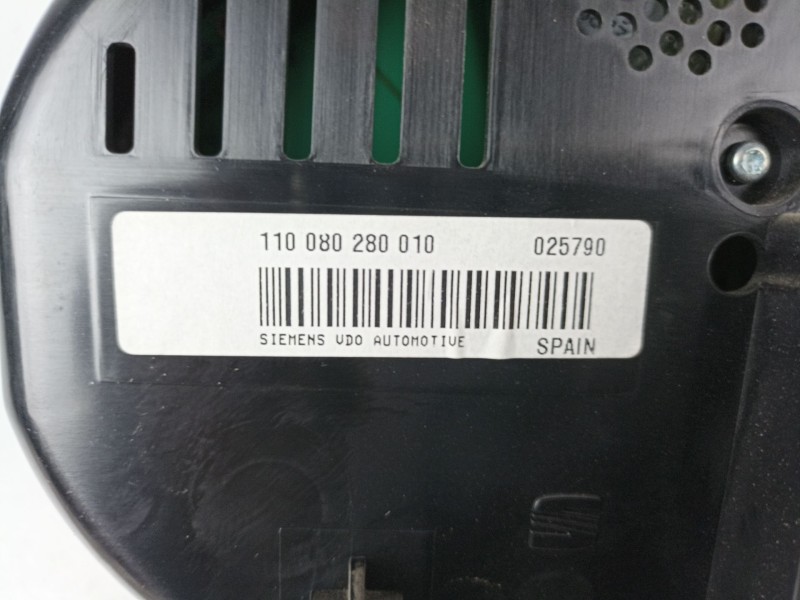 110 080 280 010 025790
SIEMENS VDO AUTOMOTIVE SPAIN